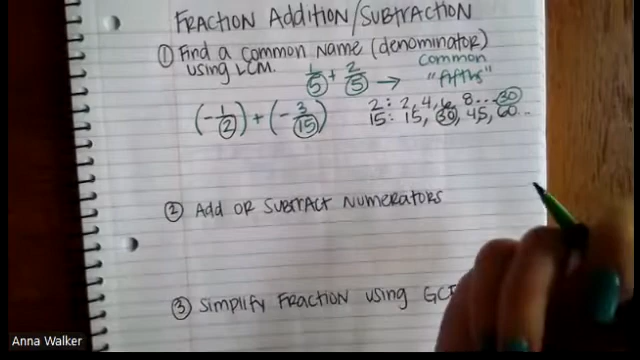 FRACTION ADDITION/SUBTRACTION
① Find a common name (denominator)
using LCM.
1/5 + 2/5 → common "fifths"
(-1/2) + (-3/15)
2: 2, 4, 6, 8... 30
15: 15, 30, 45, 60...
② Add OR SUBTRACT NUMERATORS
③ SIMPLIFY FRACTION USING GCF
Anna Walker